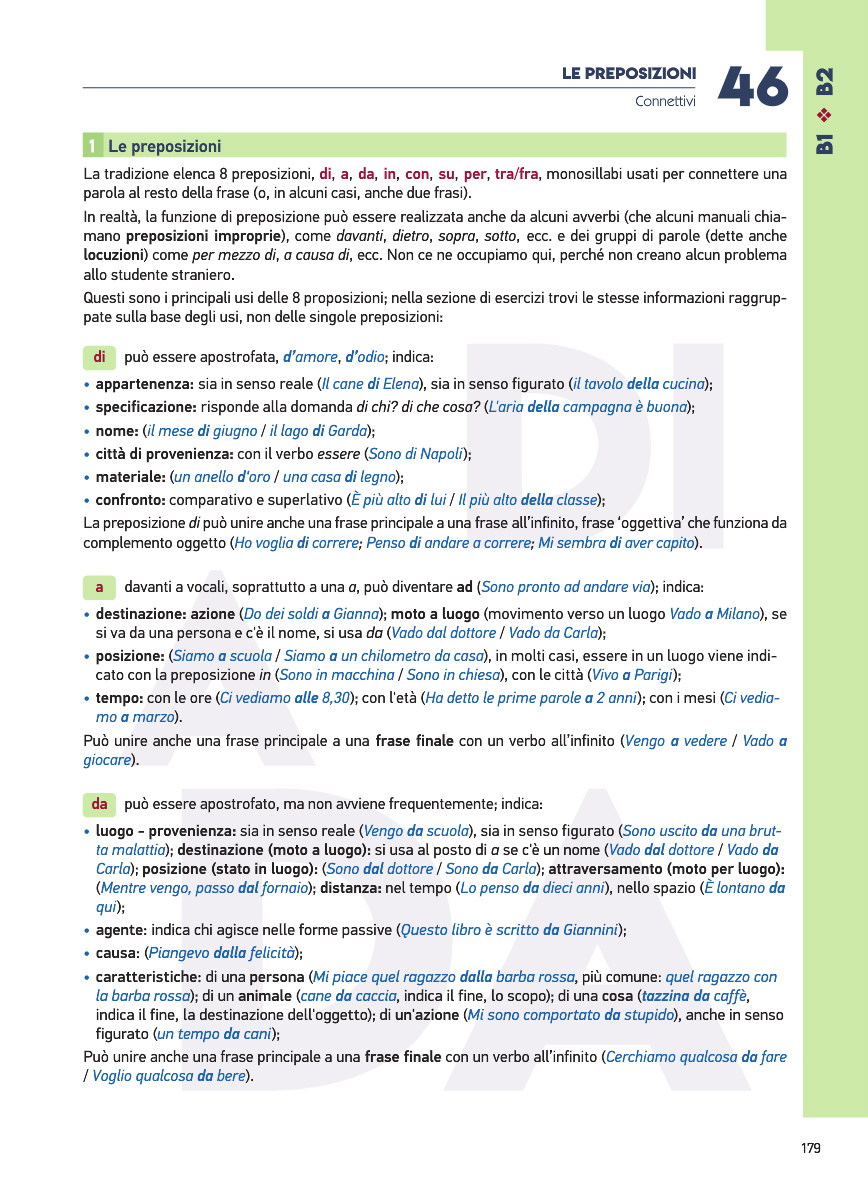 LE PREPOSIZIONI
Connettivi
46
B1 ❖ B2
1 Le preposizioni
La tradizione elenca 8 preposizioni, di, a, da, in, con, su, per, tra/fra, monosillabi usati per connettere una
parola al resto della frase (o, in alcuni casi, anche due frasi).
In realtà, la funzione di preposizione può essere realizzata anche da alcuni avverbi (che alcuni manuali chia-
mano preposizioni improprie), come davanti, dietro, sopra, sotto, ecc. e dei gruppi di parole (dette anche
locuzioni) come per mezzo di, a causa di, ecc. Non ce ne occupiamo qui, perché non creano alcun problema
allo studente straniero.
Questi sono i principali usi delle 8 proposizioni; nella sezione di esercizi trovi le stesse informazioni raggrup-
pate sulla base degli usi, non delle singole preposizioni:
DI
di può essere apostrofata, d'amore, d'odio; indica:
• appartenenza: sia in senso reale (Il cane di Elena), sia in senso figurato (il tavolo della cucina);
• specificazione: risponde alla domanda di chi? di che cosa? (L'aria della campagna è buona);
• nome: (il mese di giugno / il lago di Garda);
• città di provenienza: con il verbo essere (Sono di Napoli);
• materiale: (un anello d'oro / una casa di legno);
• confronto: comparativo e superlativo (È più alto di lui / Il più alto della classe);
La preposizione di può unire anche una frase principale a una frase all'infinito, frase 'oggettiva' che funziona da
complemento oggetto (Ho voglia di correre; Penso di andare a correre; Mi sembra di aver capito).
A
a davanti a vocali, soprattutto a una a, può diventare ad (Sono pronto ad andare via); indica:
• destinazione: azione (Do dei soldi a Gianna); moto a luogo (movimento verso un luogo Vado a Milano), se
si va da una persona e c'è il nome, si usa da (Vado dal dottore / Vado da Carla);
• posizione: (Siamo a scuola / Siamo a un chilometro da casa), in molti casi, essere in un luogo viene indi-
cato con la preposizione in (Sono in macchina / Sono in chiesa), con le città (Vivo a Parigi);
• tempo: con le ore (Ci vediamo alle 8,30); con l'età (Ha detto le prime parole a 2 anni); con i mesi (Ci vedia-
mo a marzo).
Può unire anche una frase principale a una frase finale con un verbo all'infinito (Vengo a vedere / Vado a
giocare).
DA
da può essere apostrofato, ma non avviene frequentemente; indica:
• luogo – provenienza: sia in senso reale (Vengo da scuola), sia in senso figurato (Sono uscito da una brut-
ta malattia); destinazione (moto a luogo): si usa al posto di a se c'è un nome (Vado dal dottore / Vado da
Carla); posizione (stato in luogo): (Sono dal dottore / Sono da Carla); attraversamento (moto per luogo):
(Mentre vengo, passo dal fornaio); distanza: nel tempo (Lo penso da dieci anni), nello spazio (È lontano da
qui);
• agente: indica chi agisce nelle forme passive (Questo libro è scritto da Giannini);
• causa: (Piangevo dalla felicità);
• caratteristiche: di una persona (Mi piace quel ragazzo dalla barba rossa, più comune: quel ragazzo con
la barba rossa); di un animale (cane da caccia, indica il fine, lo scopo); di una cosa (tazzina da caffè,
indica il fine, la destinazione dell'oggetto); di un'azione (Mi sono comportato da stupido), anche in senso
figurato (un tempo da cani);
Può unire anche una frase principale a una frase finale con un verbo all'infinito (Cerchiamo qualcosa da fare
/ Voglio qualcosa da bere).
179